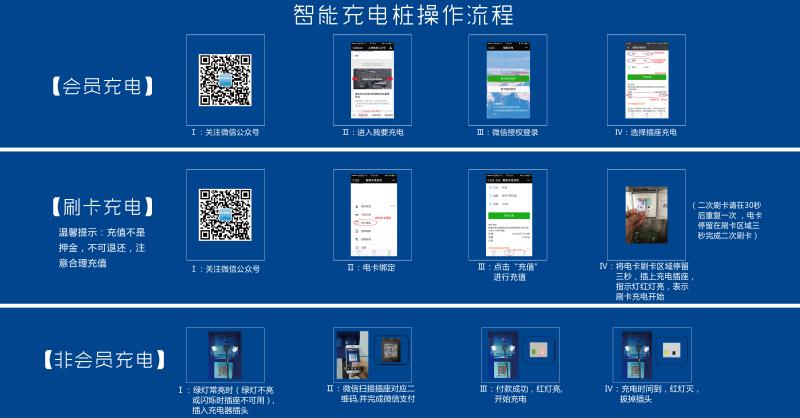 智能充电桩操作流程
【会员充电】
Ⅰ：关注微信公众号
Ⅱ：进入我要充电
Ⅲ：微信授权登录
Ⅳ：选择插座充电
【刷卡充电】
温馨提示：充值不是
押金，不可退还，注
意合理充值
Ⅰ：关注微信公众号
Ⅱ：电卡绑定
Ⅲ：点击“充值”
进行充值
Ⅳ：将电卡刷卡区域停留
三秒，插上充电插座，
指示灯红灯亮，表示
刷卡充电开始
（二次刷卡请在30秒
后重复一次 ，电卡
停留在刷卡区域三
秒完成二次刷卡）
【非会员充电】
Ⅰ：绿灯常亮时（绿灯不亮
或闪烁时插座不可用），
插入充电器插头
Ⅱ：微信扫描插座对应二
维码,并完成微信支付
Ⅲ：付款成功，红灯亮,
开始充电
Ⅳ：充电时间到，红灯灭，
拔掉插头